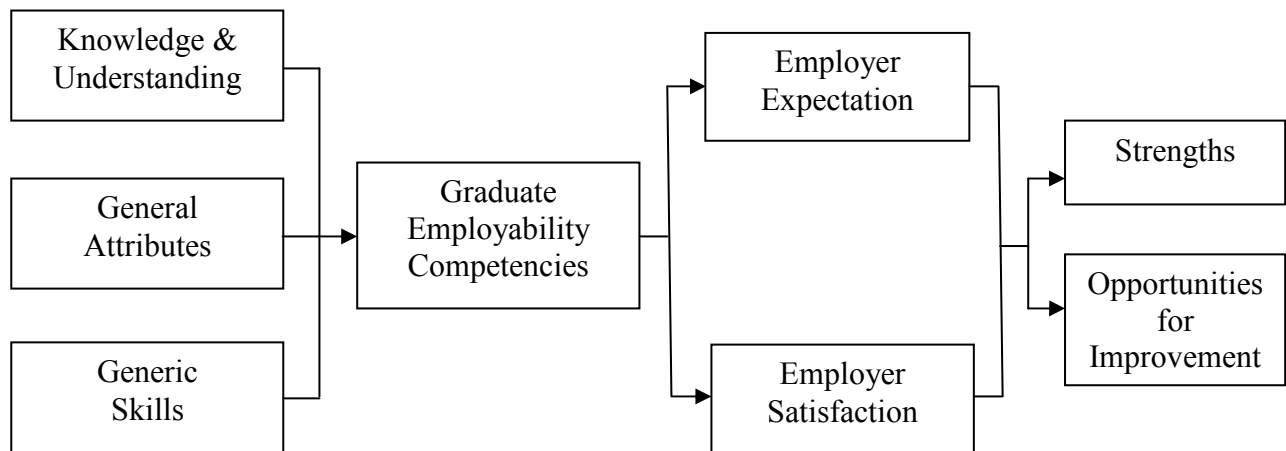 Knowledge &
Understanding
General
Attributes
Generic
Skills
Graduate
Employability
Competencies
Employer
Expectation
Employer
Satisfaction
Strengths
Opportunities
for
Improvement